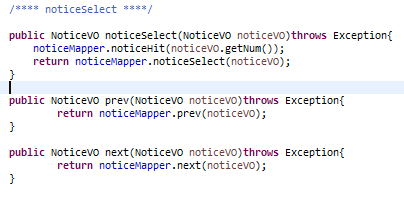 /**** noticeSelect ****/
public NoticeVO noticeSelect(NoticeVO noticeVO)throws Exception{
noticeMapper.noticeHit(noticeVO.getNum());
return noticeMapper.noticeSelect(noticeVO);
}
public NoticeVO prev(NoticeVO noticeVO)throws Exception{
return noticeMapper.prev(noticeVO);
}
public NoticeVO next(NoticeVO noticeVO)throws Exception{
return noticeMapper.next(noticeVO);
}